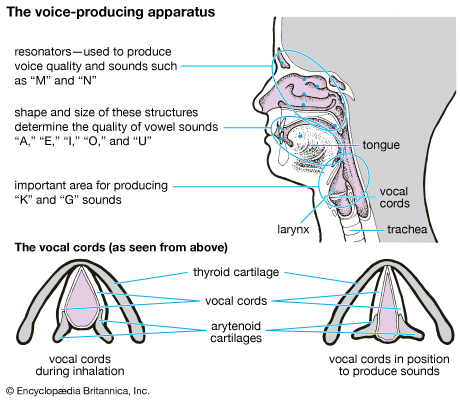 The voice-producing apparatus
resonators—used to produce
voice quality and sounds such
as “M” and “N”
shape and size of these structures
determine the quality of vowel sounds
“A,” “E,” “I,” “O,” and “U”
tongue
important area for producing
“K” and “G” sounds
vocal
cords
larynx
trachea
The vocal cords (as seen from above)
thyroid cartilage
vocal cords
arytenoid
cartilages
vocal cords
during inhalation
vocal cords in position
to produce sounds
© Encyclopædia Britannica, Inc.